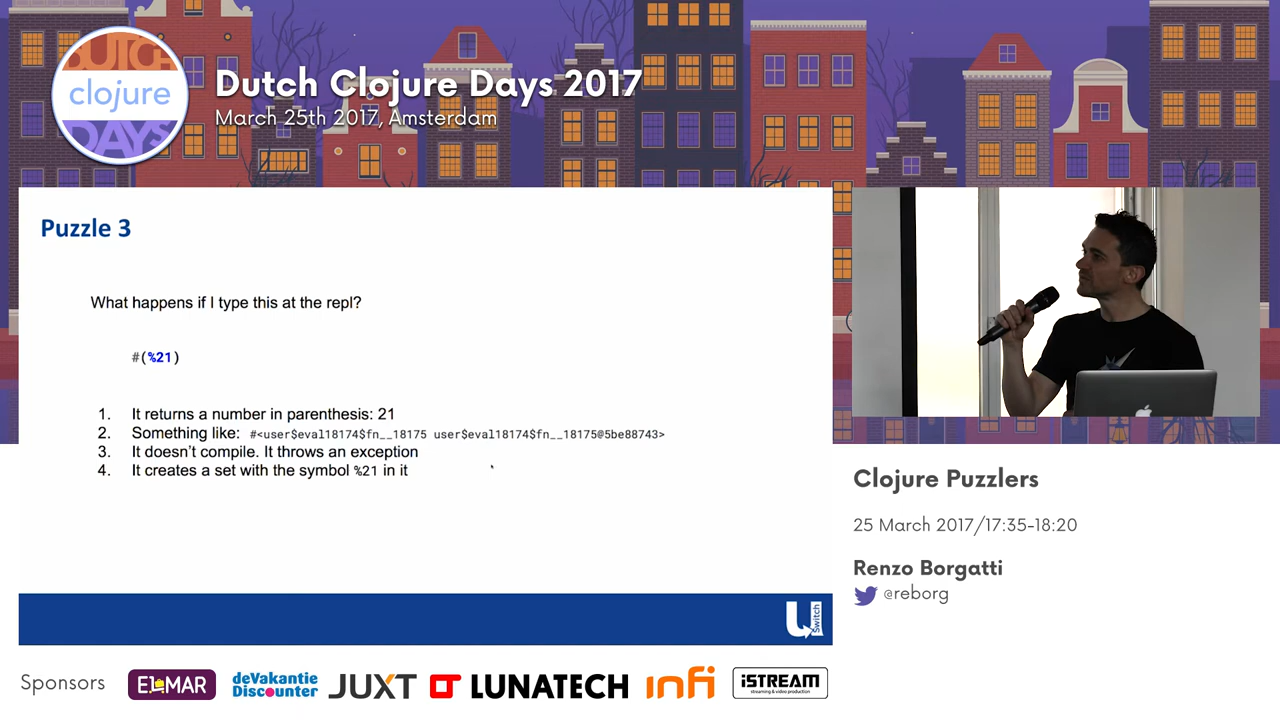 DUTCH
clojure
DAYS
Dutch Clojure Days 2017
March 25th 2017, Amsterdam
Puzzle 3
What happens if I type this at the repl?
#(%21)
1. It returns a number in parenthesis: 21
2. Something like: #<user$eval18174$fn__18175 user$eval18174$fn__18175@5be88743>
3. It doesn't compile. It throws an exception
4. It creates a set with the symbol %21 in it
U
Switch
Clojure Puzzlers
25 March 2017/17:35-18:20
Renzo Borgatti
@reborg
Sponsors
ELMAR
deVakantie
Discounter
JUXT
LUNATECH
infi
iSTREAM
streaming & video production